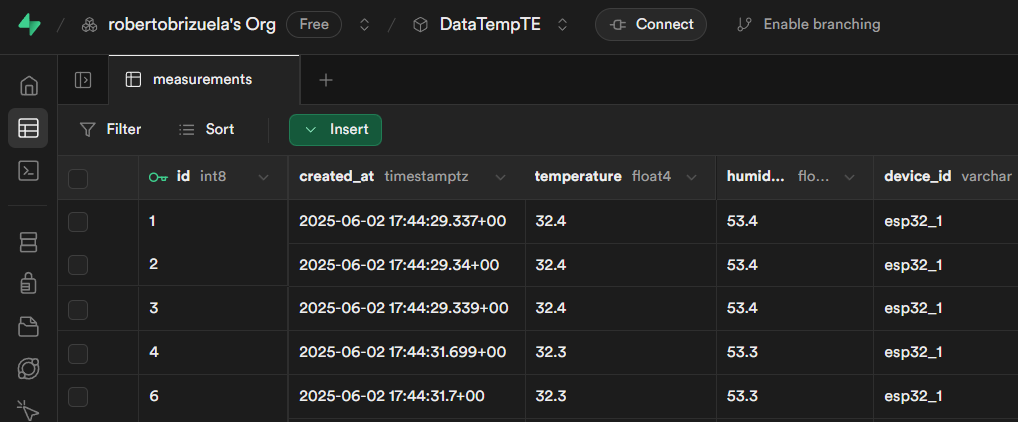 robertobrizuela's Org Free DataTempTE Connect Enable branching
measurements
Filter Sort Insert
id int8 created_at timestamptz temperature float4 humid... flo... device_id varchar
1 2025-06-02 17:44:29.337+00 32.4 53.4 esp32_1
2 2025-06-02 17:44:29.34+00 32.4 53.4 esp32_1
3 2025-06-02 17:44:29.339+00 32.4 53.4 esp32_1
4 2025-06-02 17:44:31.699+00 32.3 53.3 esp32_1
6 2025-06-02 17:44:31.7+00 32.3 53.3 esp32_1